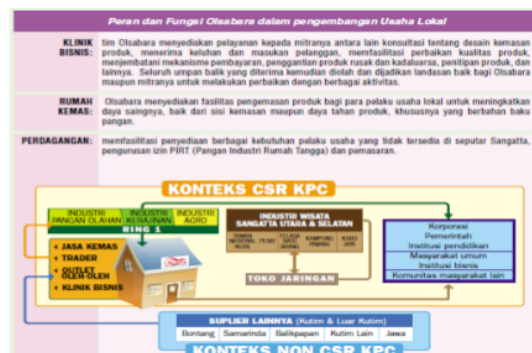 Peran dan Fungsi Olsabara dalam pengembangan Usaha Lokal
KLINIK BISNIS:
tim Olsabara menyediakan pelayanan kepada mitranya antara lain konsultasi tentang desain kemasan
produk, menerima keluhan dan masukan pelanggan, memfasilitasi perbaikan kualitas produk,
menjembatani mekanisme pembayaran, penggantian produk rusak dan kadaluarsa, penitipan produk, dan
lainnya. Seluruh umpan balik yang diterima kemudian diolah dan dijadikan landasan baik bagi Olsabara
maupun mitranya untuk melakukan perbaikan dengan berbagai aktivitas.
RUMAH KEMAS:
Olsabara menyediakan fasilitas pengemasan produk bagi para pelaku usaha lokal untuk meningkatkan
daya saingnya, baik dari sisi kemasan maupun daya tahan produk, khususnya yang berbahan baku
pangan.
PERDAGANGAN:
memfasilitasi penyediaan berbagai kebutuhan pelaku usaha yang tidak tersedia di seputar Sangatta,
pengurusan izin PIRT (Pangan Industri Rumah Tangga) dan pemasaran.
KONTEKS CSR KPC
INDUSTRI PANGAN OLAHAN
INDUSTRI KERAJINAN
INDUSTRI AGRO
RING 1
JASA KEMAS
TRADER
OUTLET OLEH-OLEH
KLINIK BISNIS
INDUSTRI WISATA
SANGATTA UTARA & SELATAN
TOKO JARINGAN
Korporasi
Pemerintah
Institusi pendidikan
Masyarakat umum
Institusi bisnis
Komunitas masyarakat lain
SUPLIER LAINNYA (Kutim & Luar Kutim)
Bontang Samarinda Balikpapan Kutim Lain Jawa
KONTEKS NON CSR KPC